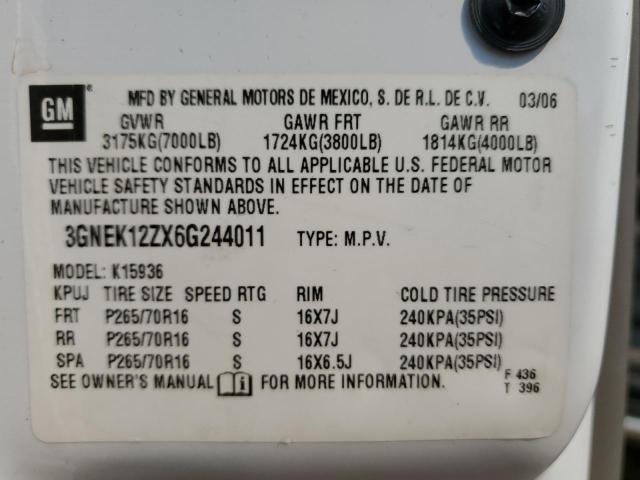 GM ® MFD BY GENERAL MOTORS DE MEXICO, S. DE R.L. DE C.V. 03/06
GVWR GAWR FRT GAWR RR
3175KG(7000LB) 1724KG(3800LB) 1814KG(4000LB)
THIS VEHICLE CONFORMS TO ALL APPLICABLE U.S. FEDERAL MOTOR
VEHICLE SAFETY STANDARDS IN EFFECT ON THE DATE OF
MANUFACTURE SHOWN ABOVE.
3GNEK12ZX6G244011 TYPE: M.P.V.
MODEL: K15936
KPUJ TIRE SIZE SPEED RTG RIM COLD TIRE PRESSURE
FRT P265/70R16 S 16X7J 240KPA(35PSI)
RR P265/70R16 S 16X7J 240KPA(35PSI)
SPA P265/70R16 S 16X6.5J 240KPA(35PSI)
SEE OWNER'S MANUAL FOR MORE INFORMATION.
F 436
T 396